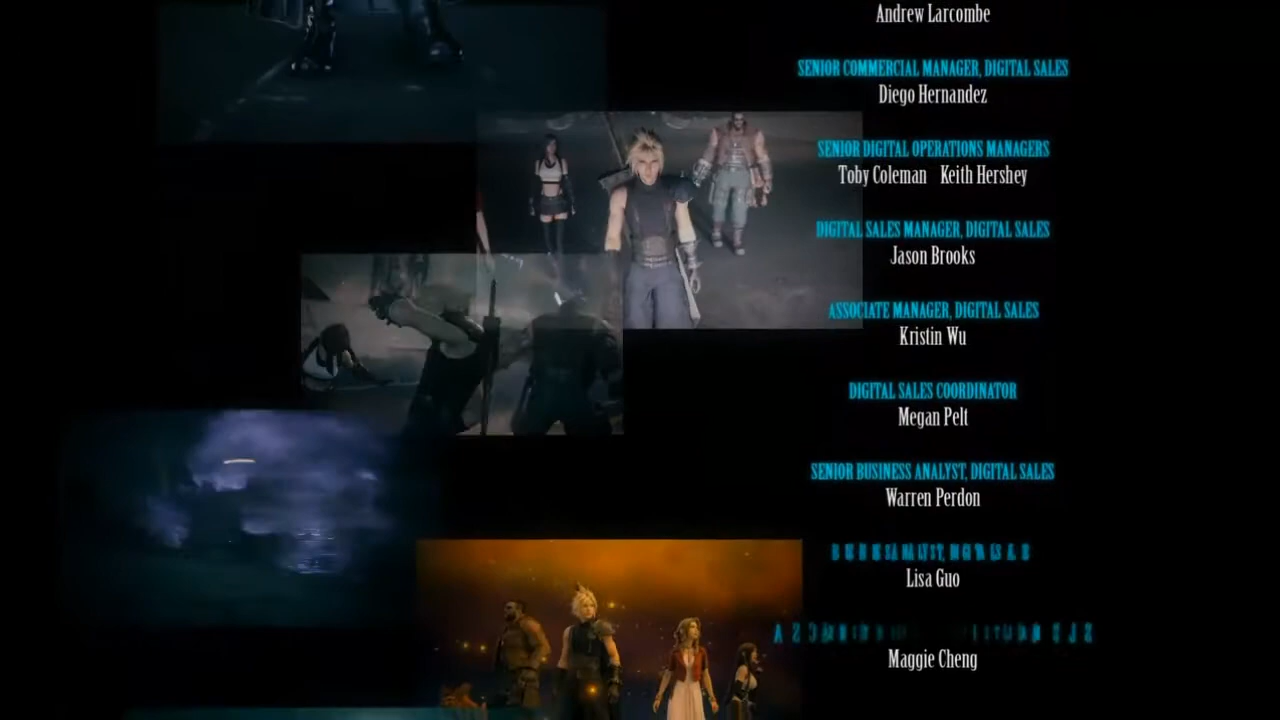 Andrew Larcombe
SENIOR COMMERCIAL MANAGER, DIGITAL SALES
Diego Hernandez
SENIOR DIGITAL OPERATIONS MANAGERS
Toby Coleman Keith Hershey
DIGITAL SALES MANAGER, DIGITAL SALES
Jason Brooks
ASSOCIATE MANAGER, DIGITAL SALES
Kristin Wu
DIGITAL SALES COORDINATOR
Megan Pelt
SENIOR BUSINESS ANALYST, DIGITAL SALES
Warren Perdon
Lisa Guo
Maggie Cheng